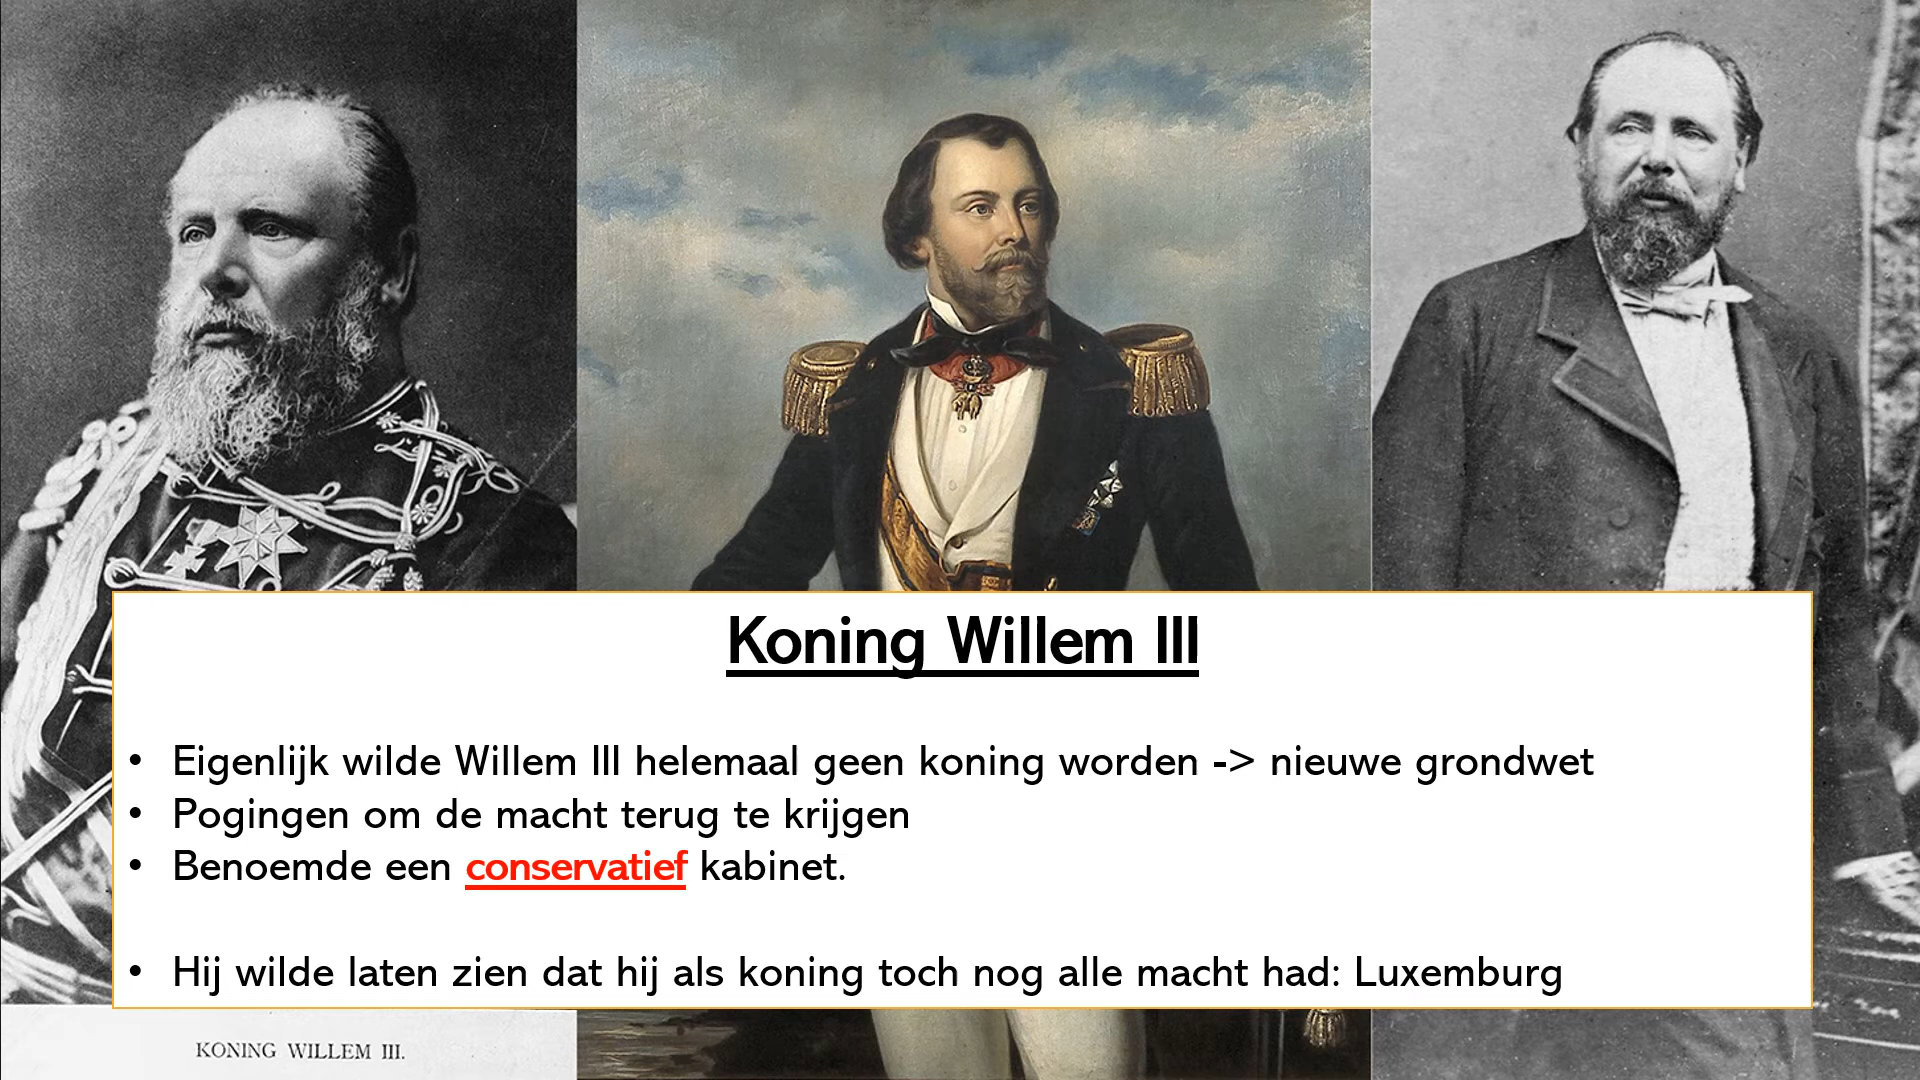 Koning Willem III
• Eigenlijk wilde Willem III helemaal geen koning worden -> nieuwe grondwet
• Pogingen om de macht terug te krijgen
• Benoemde een conservatief kabinet.
• Hij wilde laten zien dat hij als koning toch nog alle macht had: Luxemburg
KONING WILLEM III.